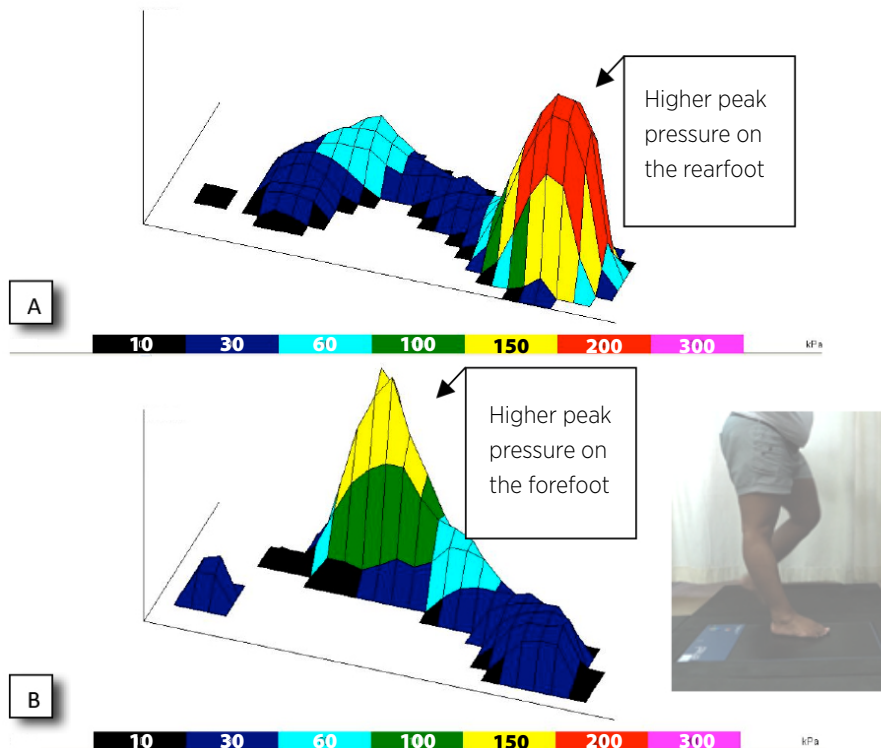 Higher peak
pressure on
the rearfoot
A
10 30 60 100 150 200 300 kPa
Higher peak
pressure on
the forefoot
B
10 30 60 100 150 200 300 kPa